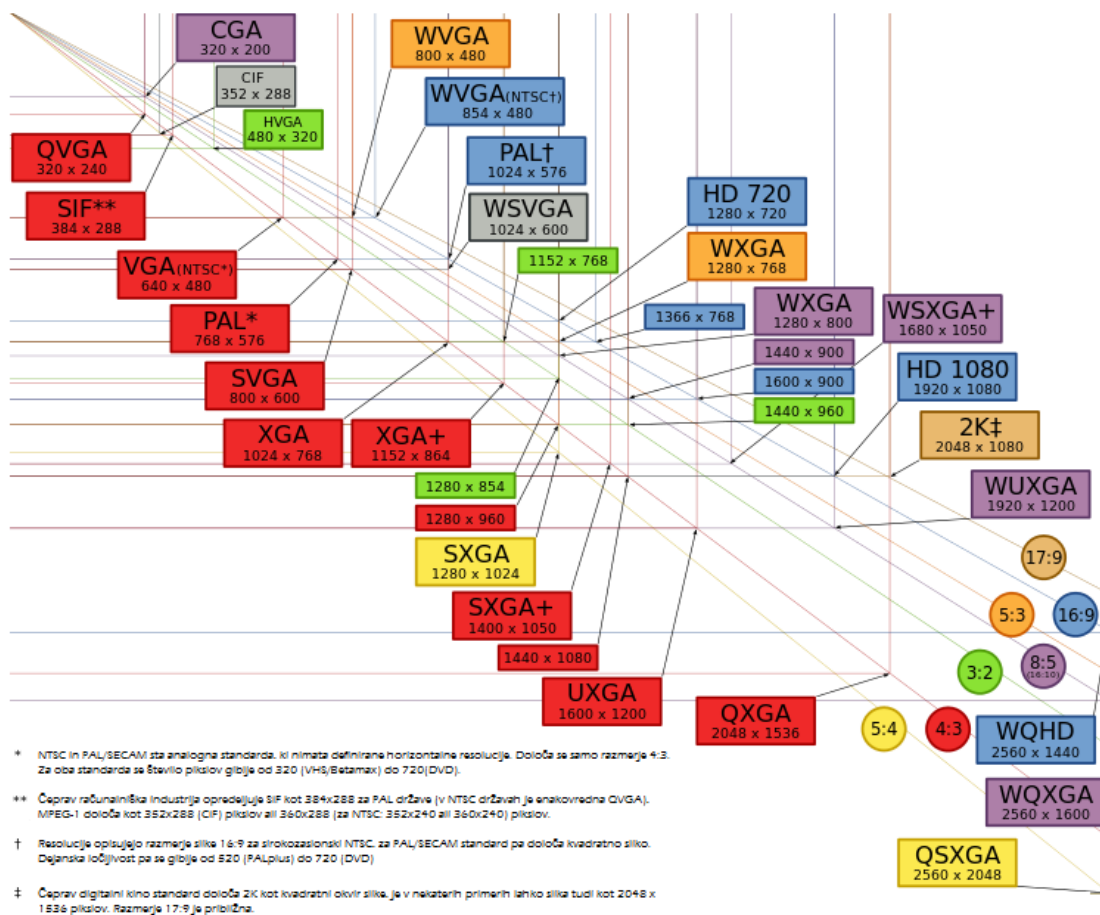 CGA
320 x 200
CIF
352 x 288
HVGA
480 x 320
QVGA
320 x 240
SIF**
384 x 288
WVGA
800 x 480
WVGA(NTSC†)
854 x 480
PAL†
1024 x 576
WSVGA
1024 x 600
1152 x 768
VGA(NTSC*)
640 x 480
PAL*
768 x 576
SVGA
800 x 600
XGA
1024 x 768
XGA+
1152 x 864
1280 x 854
1280 x 960
SXGA
1280 x 1024
SXGA+
1400 x 1050
1440 x 1080
UXGA
1600 x 1200
QXGA
2048 x 1536
HD 720
1280 x 720
WXGA
1280 x 768
1366 x 768
WXGA
1280 x 800
1440 x 900
1600 x 900
1440 x 960
WSXGA+
1680 x 1050
HD 1080
1920 x 1080
2K‡
2048 x 1080
WUXGA
1920 x 1200
17:9
5:3
16:9
3:2
8:5
(16:10)
5:4
4:3
WQHD
2560 x 1440
WQXGA
2560 x 1600
QSXGA
2560 x 2048
* NTSC in PAL/SECAM sta analogna standarda, ki nimata definirane horizontalne resolucije. Določa se samo razmerje 4:3.
Za oba standarda se število pikslov giblje od 320 (VHS/Betamax) do 720(DVD).
** Čeprav računalniška industrija opredeljuje SIF kot 384x288 za PAL države (v NTSC državah je enakovredna QVGA).
MPEG-1 določa kot 352x288 (CIF) pikslov ali 360x288 (za NTSC: 352x240 ali 360x240) pikslov.
† Resolucije opisujejo razmerje slike 16:9 za sirokozasionski NTSC, za PAL/SECAM standard pa določa kvadratno sliko.
Dejanska ločljivost pa se giblje od 520 (PALplus) do 720 (DVD)
‡ Čeprav digitalni kino standard določa 2K kot kvadratni okvir slike, je v nekaterih primerih lahko slika tudi kot 2048 x
1536 pikslov. Razmerje 17:9 je približna.